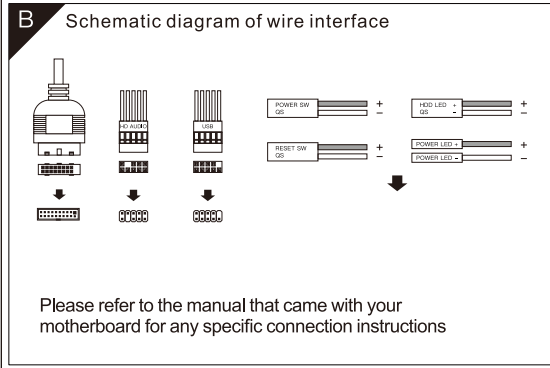 B
Schematic diagram of wire interface
HD AUDIO
USB
POWER SW
QS
+
−
HDD LED +
QS −
+
−
RESET SW
QS
+
−
POWER LED +
POWER LED −
+
−
Please refer to the manual that came with your
motherboard for any specific connection instructions